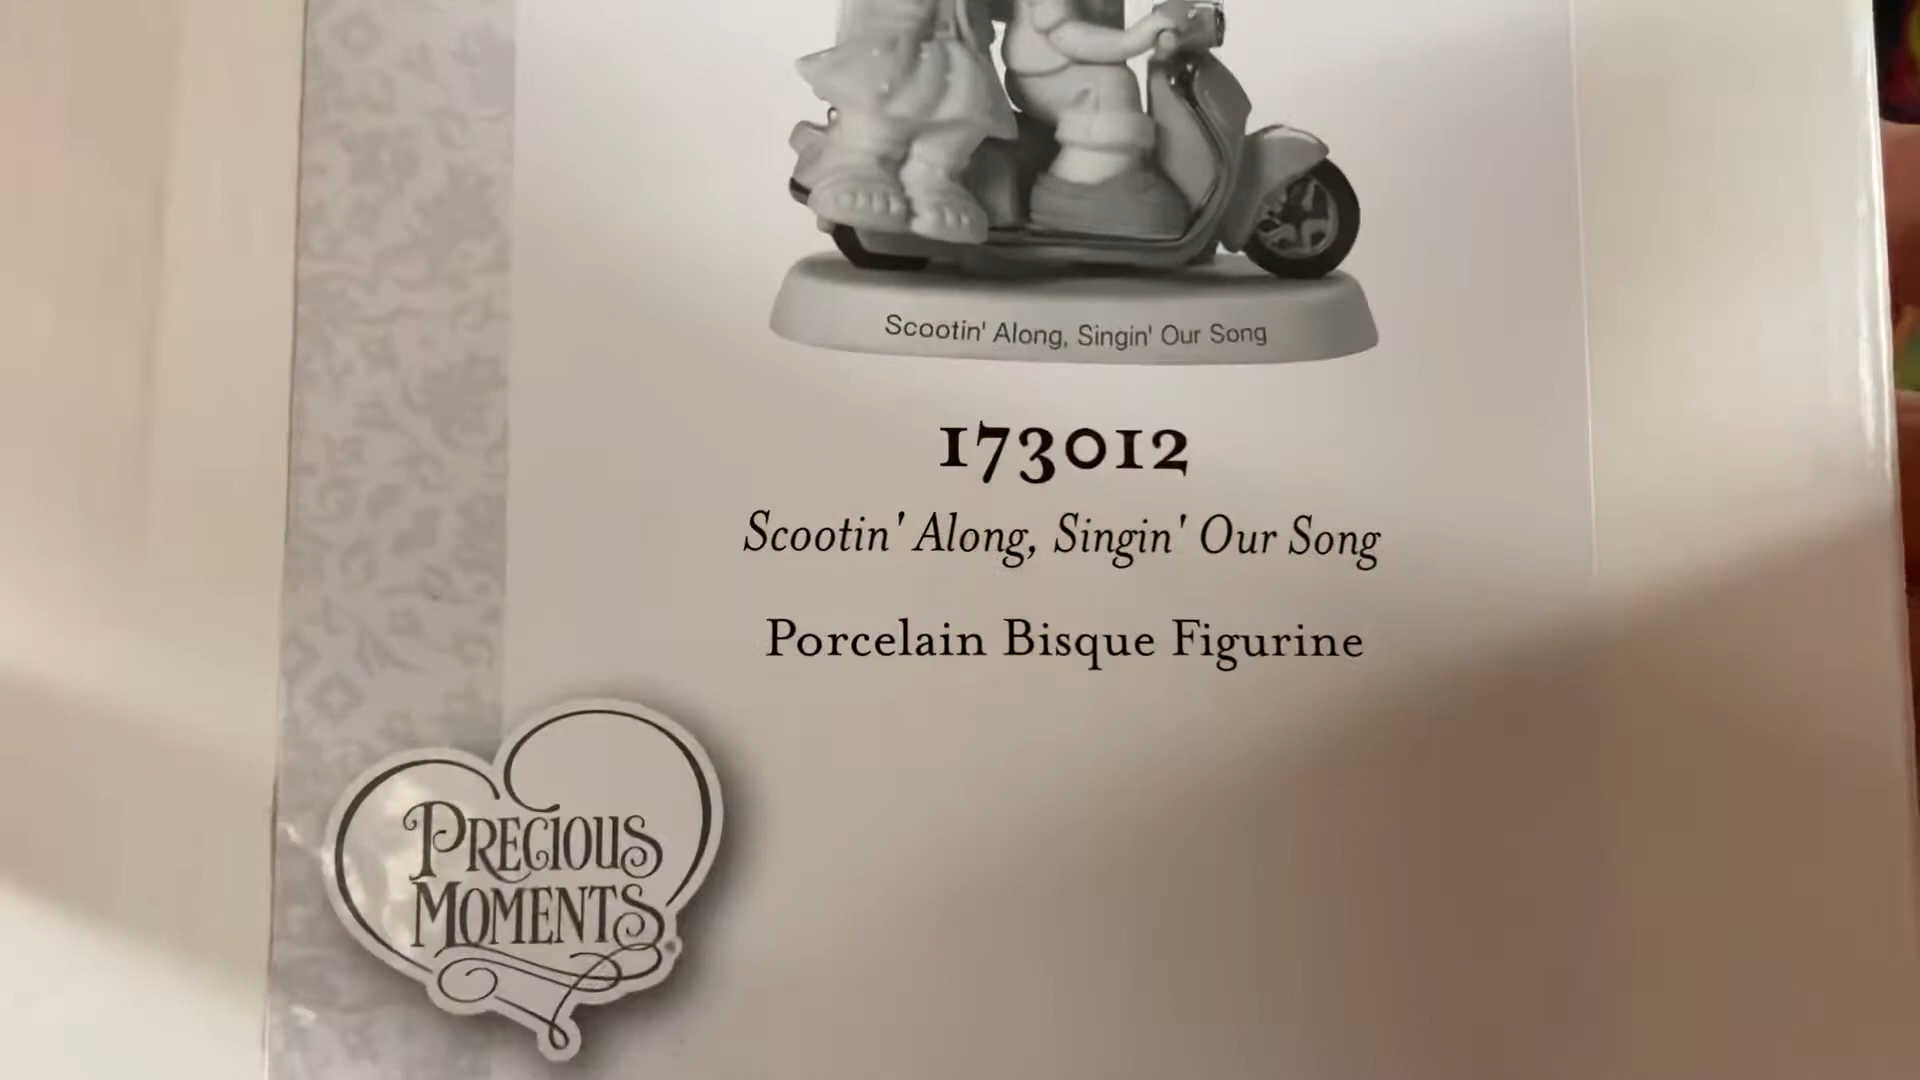 Scootin' Along, Singin' Our Song
173012
Scootin' Along, Singin' Our Song
Porcelain Bisque Figurine
PRECIOUS
MOMENTS